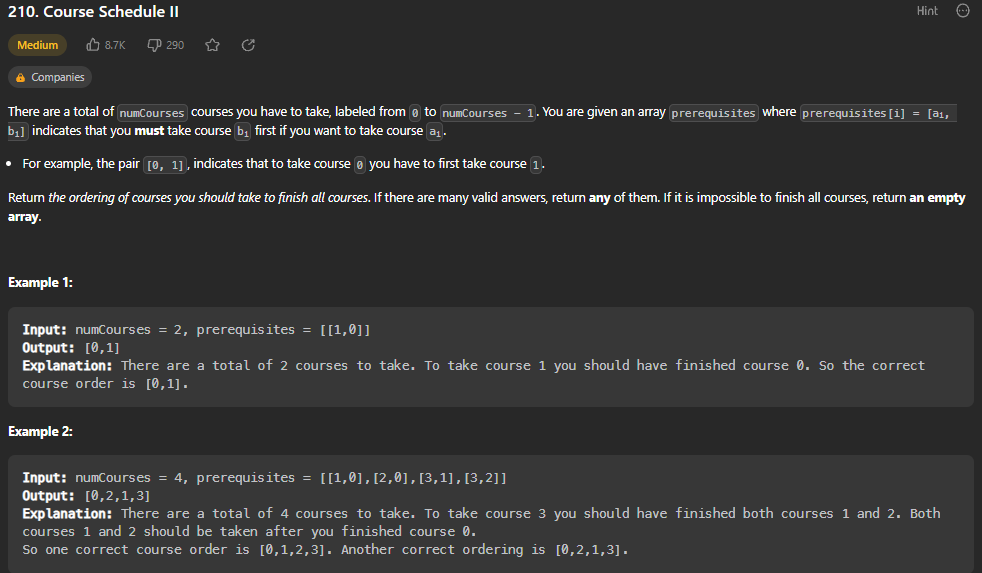 210. Course Schedule II
Hint
Medium 8.7K 290
Companies
There are a total of numCourses courses you have to take, labeled from 0 to numCourses - 1. You are given an array prerequisites where prerequisites[i] = [aᵢ,
bᵢ] indicates that you must take course bᵢ first if you want to take course aᵢ.
• For example, the pair [0, 1], indicates that to take course 0 you have to first take course 1.
Return the ordering of courses you should take to finish all courses. If there are many valid answers, return any of them. If it is impossible to finish all courses, return an empty
array.
Example 1:
Input: numCourses = 2, prerequisites = [[1,0]]
Output: [0,1]
Explanation: There are a total of 2 courses to take. To take course 1 you should have finished course 0. So the correct
course order is [0,1].
Example 2:
Input: numCourses = 4, prerequisites = [[1,0],[2,0],[3,1],[3,2]]
Output: [0,2,1,3]
Explanation: There are a total of 4 courses to take. To take course 3 you should have finished both courses 1 and 2. Both
courses 1 and 2 should be taken after you finished course 0.
So one correct course order is [0,1,2,3]. Another correct ordering is [0,2,1,3].